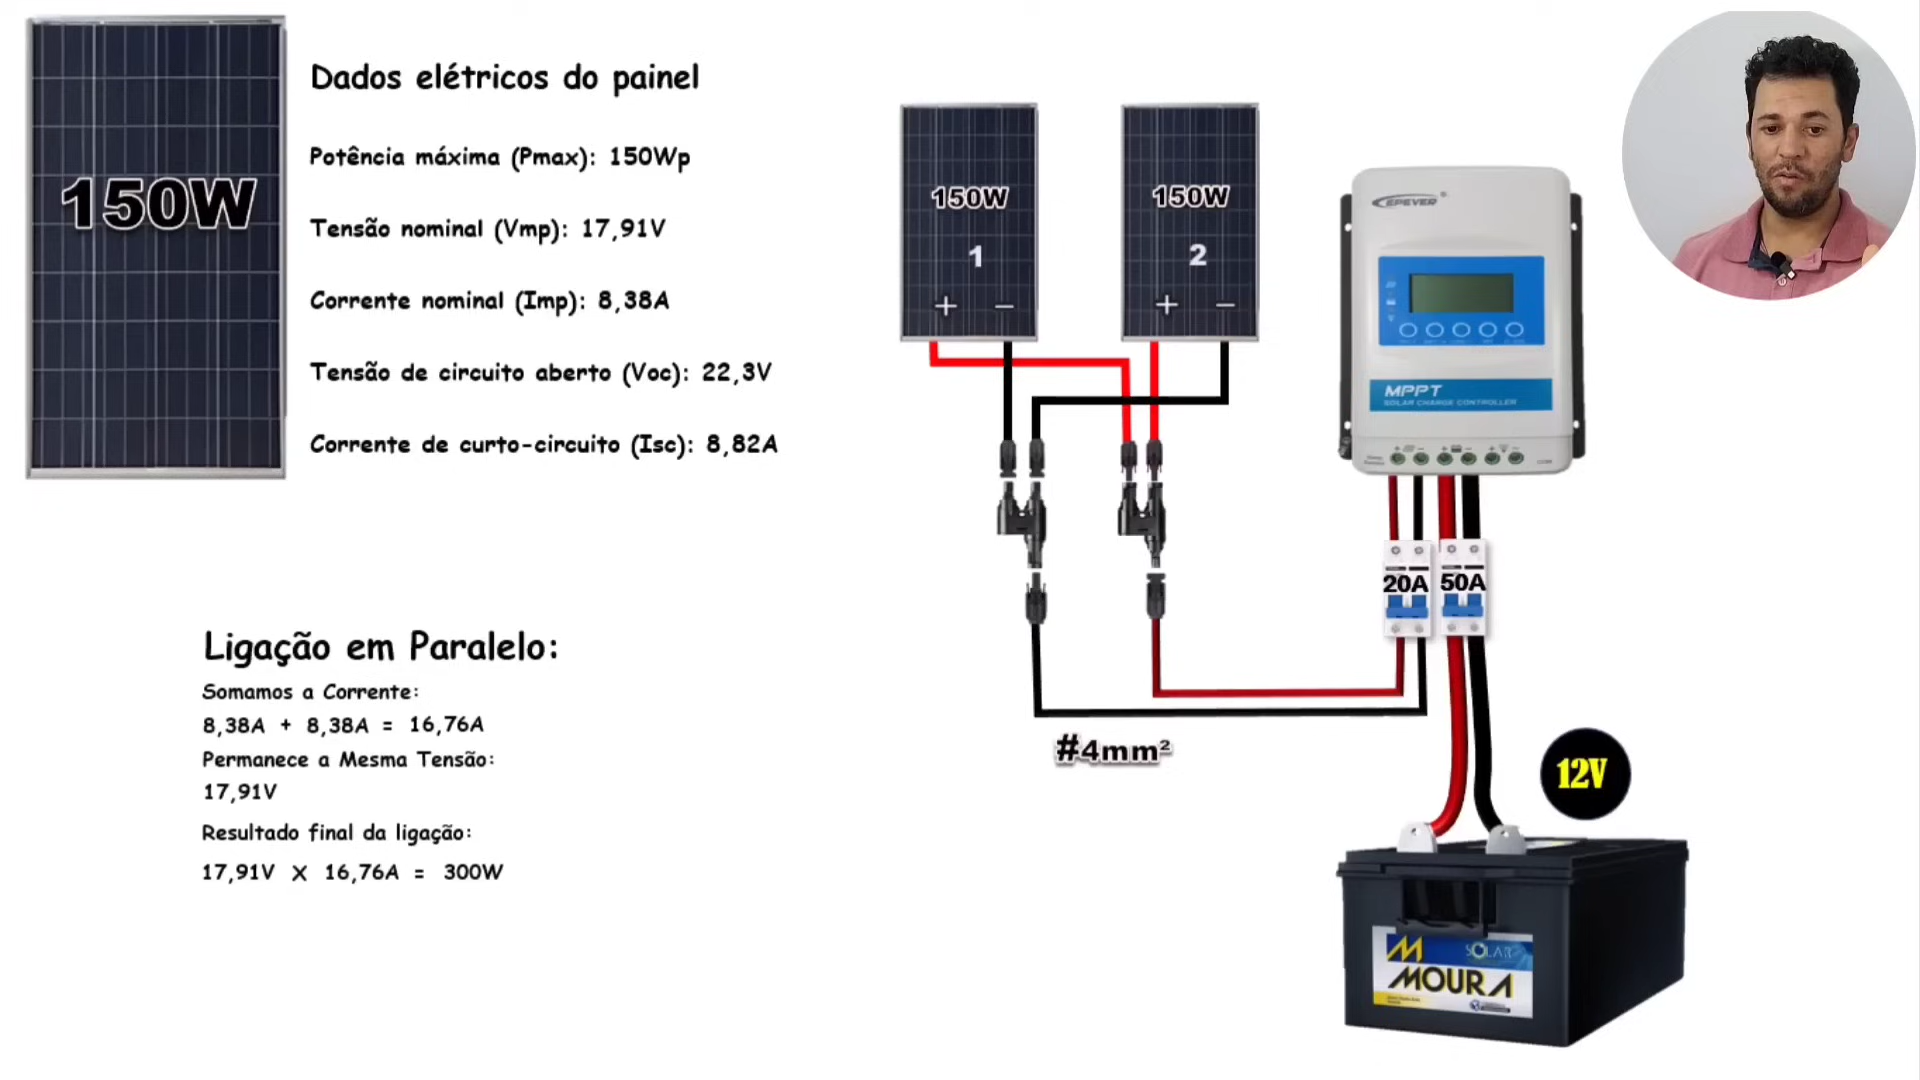 150W
Dados elétricos do painel
Potência máxima (Pmax): 150Wp
Tensão nominal (Vmp): 17,91V
Corrente nominal (Imp): 8,38A
Tensão de circuito aberto (Voc): 22,3V
Corrente de curto-circuito (Isc): 8,82A
Ligação em Paralelo:
Somamos a Corrente:
8,38A + 8,38A = 16,76A
Permanece a Mesma Tensão:
17,91V
Resultado final da ligação:
17,91V X 16,76A = 300W
150W
1
+ −
150W
2
+ −
EPEVER
MPPT
SOLAR CHARGE CONTROLLER
20A
50A
#4mm²
12V
SOLAR
M
MOURA